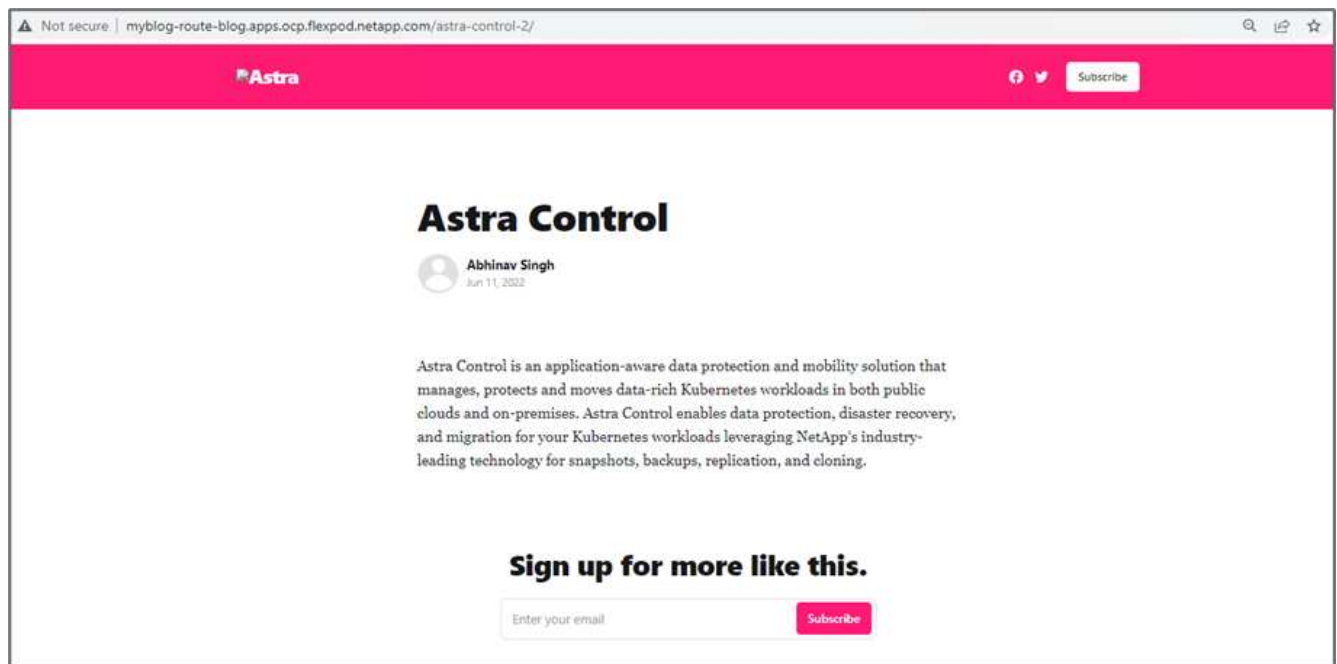 Not secure | myblog-route-blog.apps.ocp.flexpod.netapp.com/astra-control-2/
Astra
Subscribe
Astra Control
Abhinav Singh
Jun 11, 2022
Astra Control is an application-aware data protection and mobility solution that
manages, protects and moves data-rich Kubernetes workloads in both public
clouds and on-premises. Astra Control enables data protection, disaster recovery,
and migration for your Kubernetes workloads leveraging NetApp's industry-
leading technology for snapshots, backups, replication, and cloning.
Sign up for more like this.
Enter your email
Subscribe